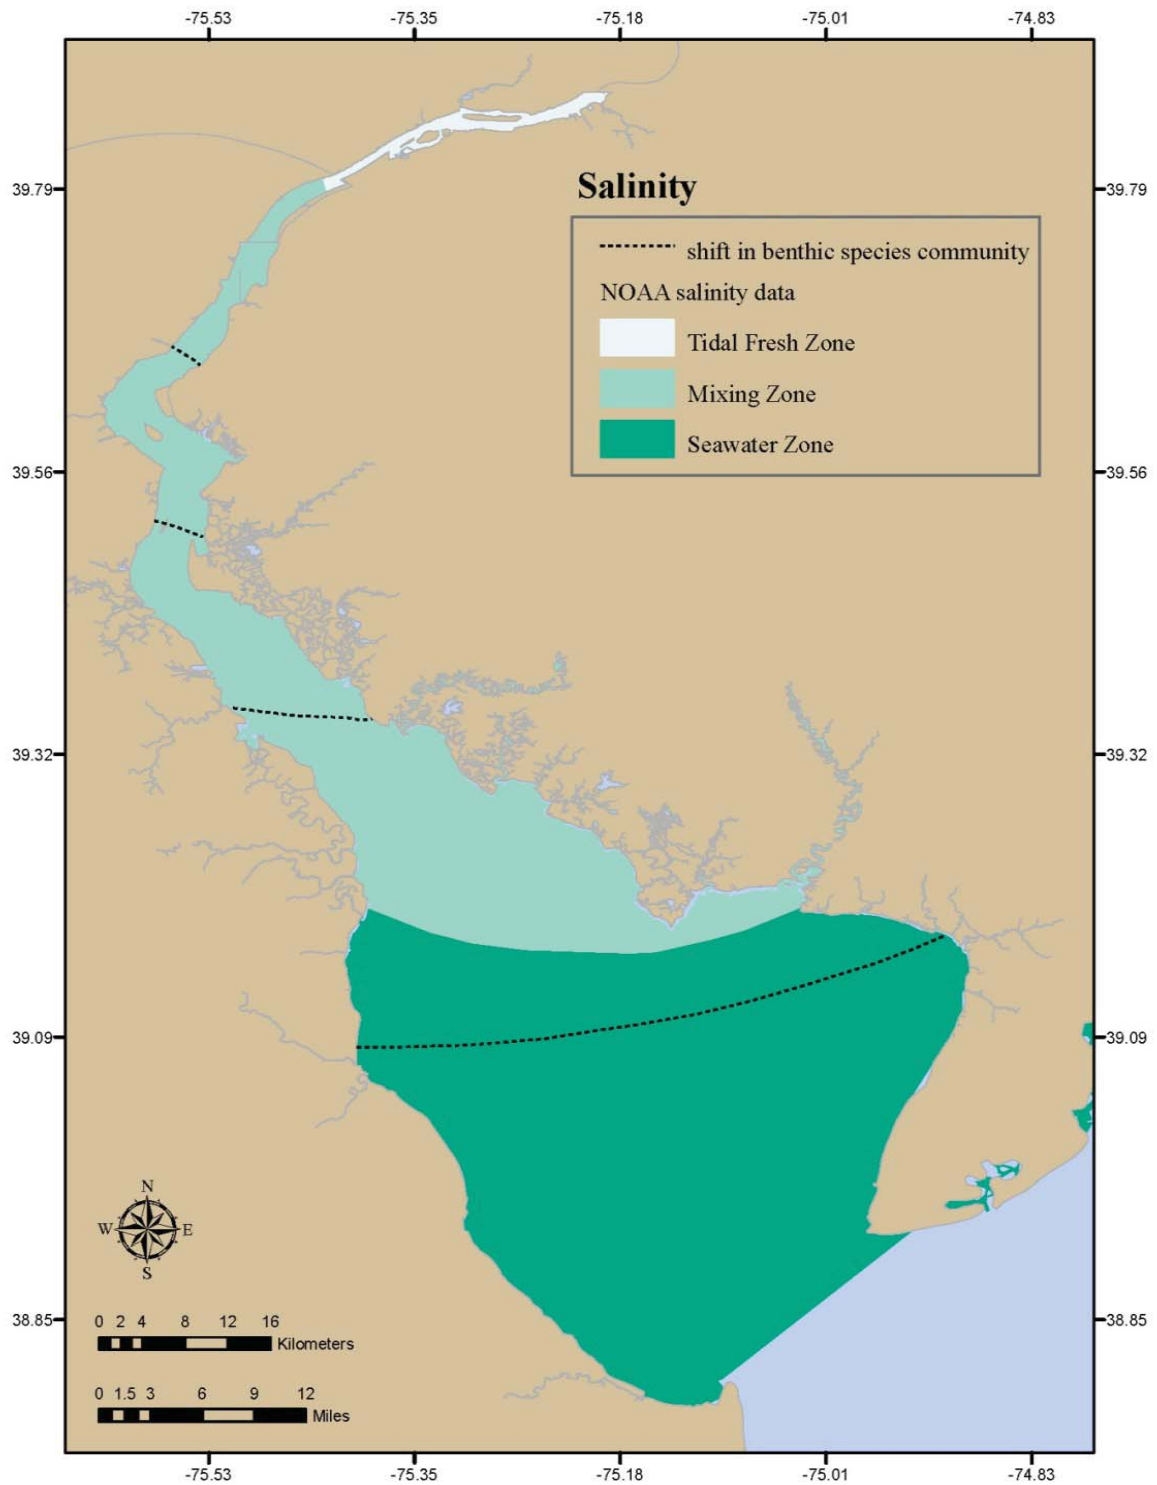 -75.53 -75.35 -75.18 -75.01 -74.83
39.79 39.79
Salinity
shift in benthic species community
NOAA salinity data
Tidal Fresh Zone
Mixing Zone
Seawater Zone
39.56 39.56
39.32 39.32
39.09 39.09
N
W E
S
38.85 38.85
0 2 4 8 12 16
Kilometers
0 1.5 3 6 9 12
Miles
-75.53 -75.35 -75.18 -75.01 -74.83